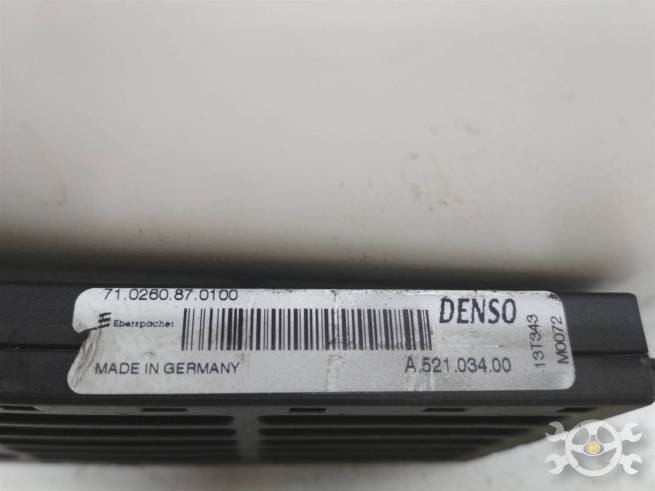 71.0260.87.0100
Eberspächer
DENSO
MADE IN GERMANY
A.521.034.00
13T343
M0072